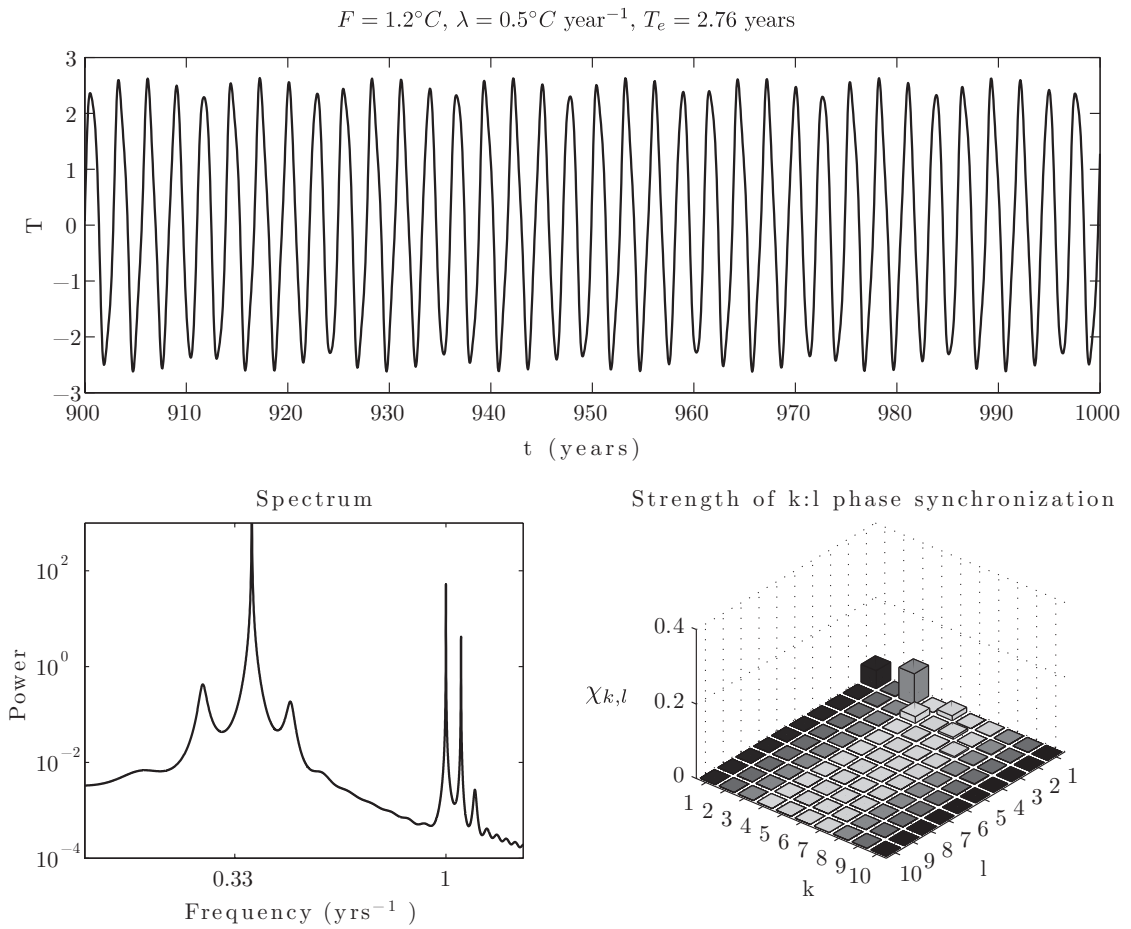 F = 1.2°C, λ = 0.5°C year⁻¹, Tₑ = 2.76 years
3
2
1
0
−1
−2
−3
T
900 910 920 930 940 950 960 970 980 990 1000
t (years)
Spectrum
10²
10⁰
10⁻²
10⁻⁴
Power
0.33 1
Frequency (yrs⁻¹ )
Strength of k:l phase synchronization
0.4
0.2
0
χₖ,ₗ
1 2 3 4 5 6 7 8 9 10
k
10 9 8 7 6 5 4 3 2 1
l